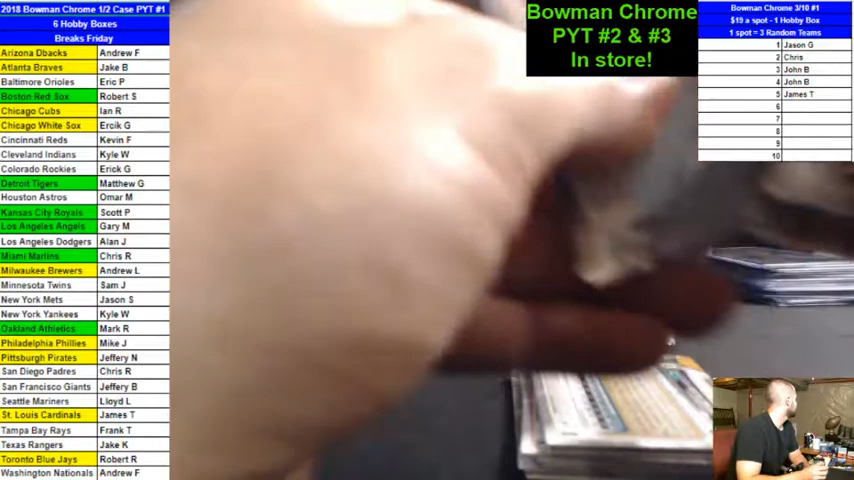 2018 Bowman Chrome 1/2 Case PYT #1
6 Hobby Boxes
Breaks Friday
Arizona Dbacks Andrew F
Atlanta Braves Jake B
Baltimore Orioles Eric P
Boston Red Sox Robert S
Chicago Cubs Ian R
Chicago White Sox Ercik G
Cincinnati Reds Kevin F
Cleveland Indians Kyle W
Colorado Rockies Erick G
Detroit Tigers Matthew G
Houston Astros Omar M
Kansas City Royals Scott P
Los Angeles Angels Gary M
Los Angeles Dodgers Alan J
Miami Marlins Chris R
Milwaukee Brewers Andrew L
Minnesota Twins Sam J
New York Mets Jason S
New York Yankees Kyle W
Oakland Athletics Mark R
Philadelphia Phillies Mike J
Pittsburgh Pirates Jeffery N
San Diego Padres Chris R
San Francisco Giants Jeffery B
Seattle Mariners Lloyd L
St. Louis Cardinals James T
Tampa Bay Rays Frank T
Texas Rangers Jake K
Toronto Blue Jays Robert R
Washington Nationals Andrew F
Bowman Chrome
PYT #2 & #3
In store!
Bowman Chrome 3/10 #1
$19 a spot - 1 Hobby Box
1 spot = 3 Random Teams
1 Jason G
2 Chris
3 John B
4 John B
5 James T
6
7
8
9
10